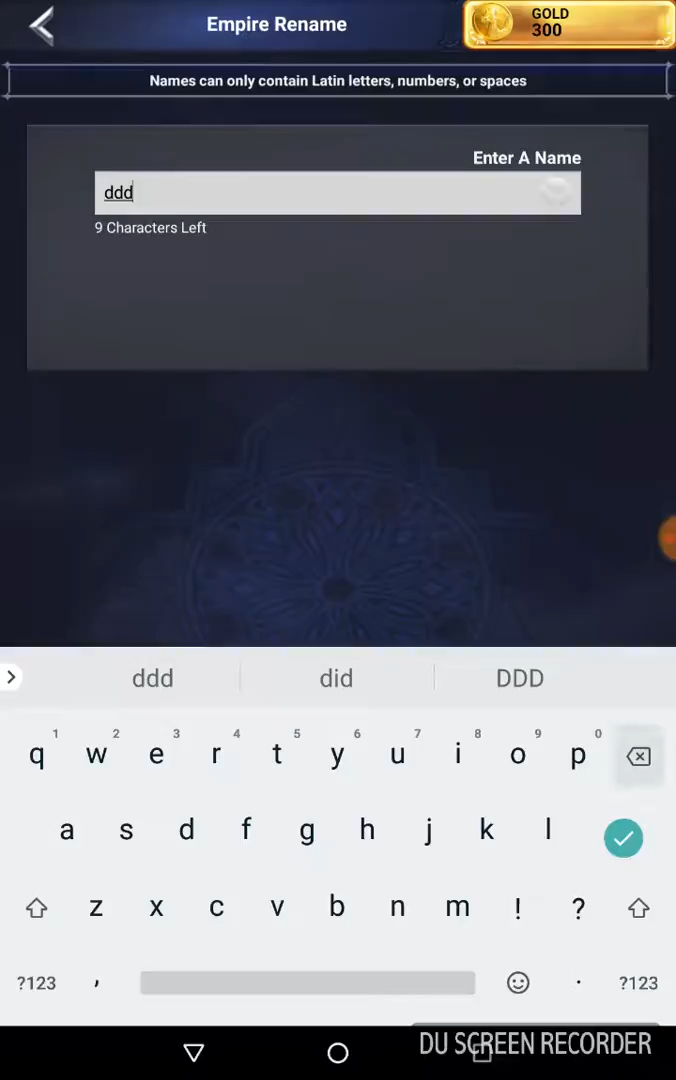 Empire Rename
GOLD
300
Names can only contain Latin letters, numbers, or spaces
Enter A Name
ddd
9 Characters Left
ddd did DDD
1 2 3 4 5 6 7 8 9 0
q w e r t y u i o p
a s d f g h j k l
z x c v b n m ! ?
?123 , . ?123
DU SCREEN RECORDER